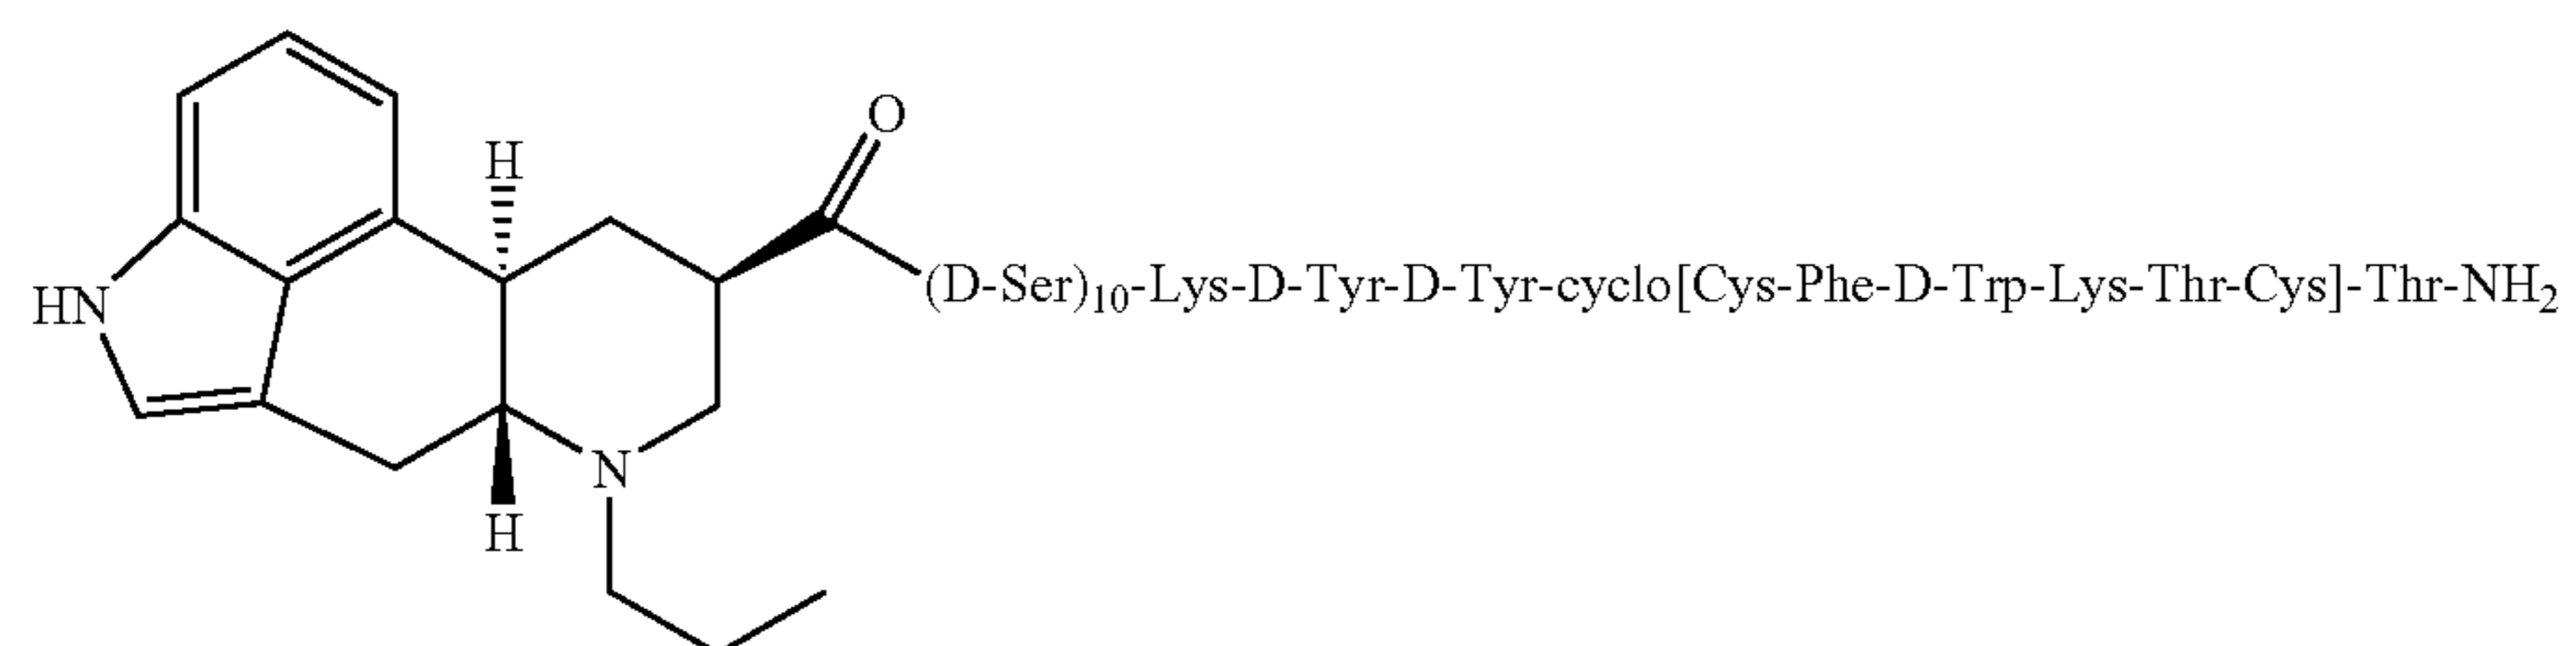 O
H
(D-Ser)₁₀-Lys-D-Tyr-D-Tyr-cyclo[Cys-Phe-D-Trp-Lys-Thr-Cys]-Thr-NH₂
HN
N
H